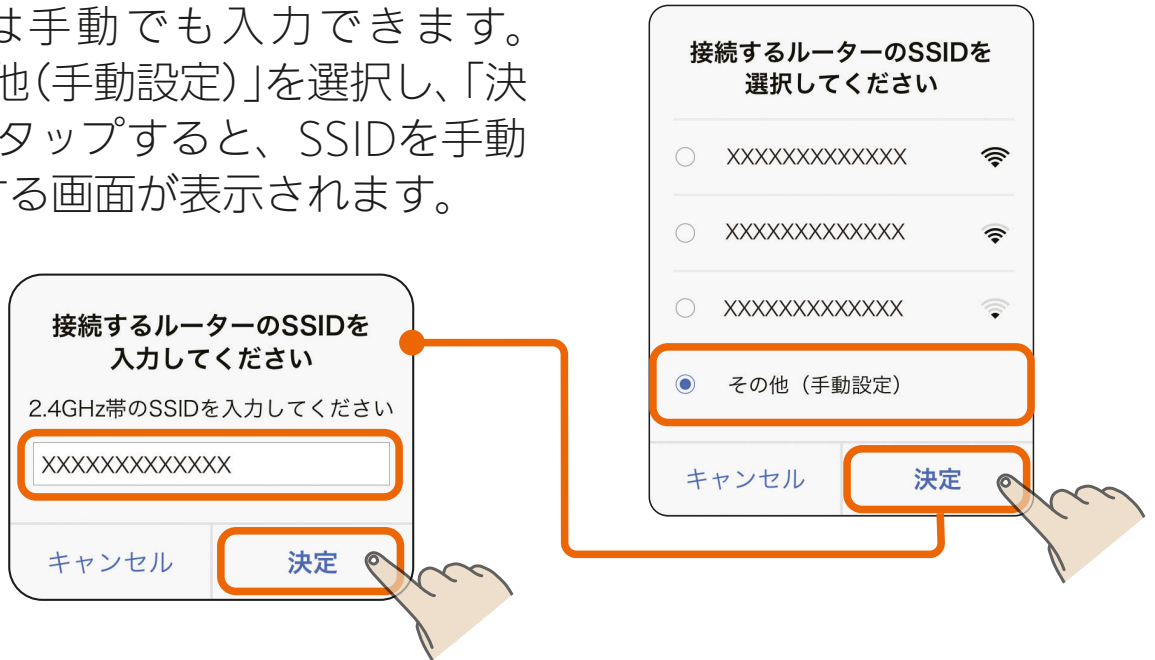 は手動でも入力できます。
他(手動設定)」を選択し、「決
タップすると、SSIDを手動
する画面が表示されます。
接続するルーターのSSIDを
選択してください
XXXXXXXXXXXXX
XXXXXXXXXXXXX
XXXXXXXXXXXXX
その他（手動設定）
キャンセル 決定
接続するルーターのSSIDを
入力してください
2.4GHz帯のSSIDを入力してください
XXXXXXXXXXXXX
キャンセル 決定